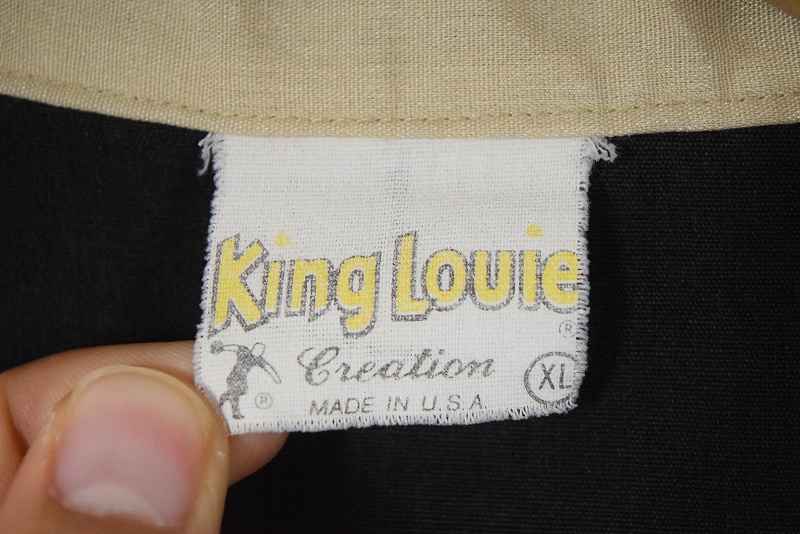 King Louie
®
Creation
XL
®
MADE IN U.S.A